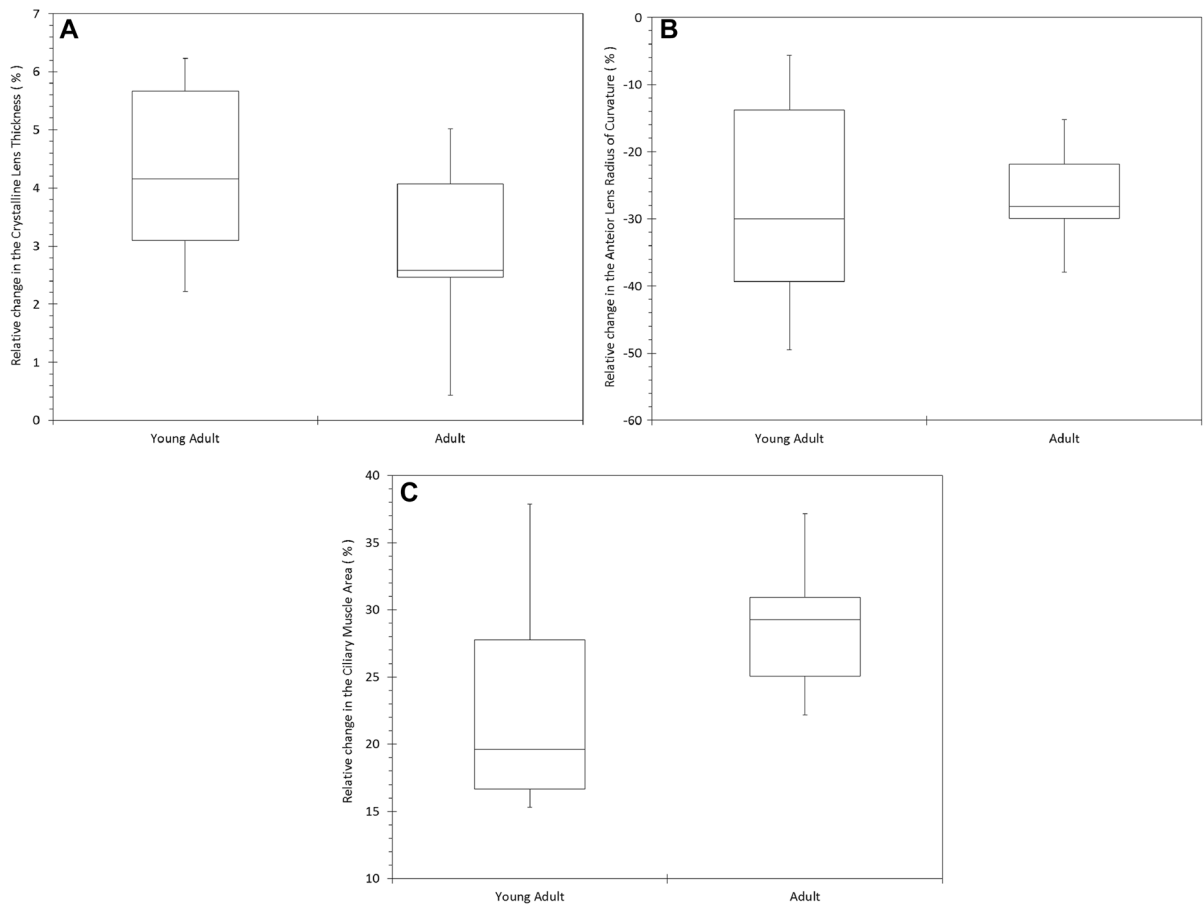 A
Relative change in the Crystalline Lens Thickness ( % )
7
6
5
4
3
2
1
0
Young Adult
Adult
B
Relative change in the Anteior Lens Radius of Curvature ( % )
0
-10
-20
-30
-40
-50
-60
Young Adult
Adult
C
Relative change in the Ciliary Muscle Area ( % )
40
35
30
25
20
15
10
Young Adult
Adult